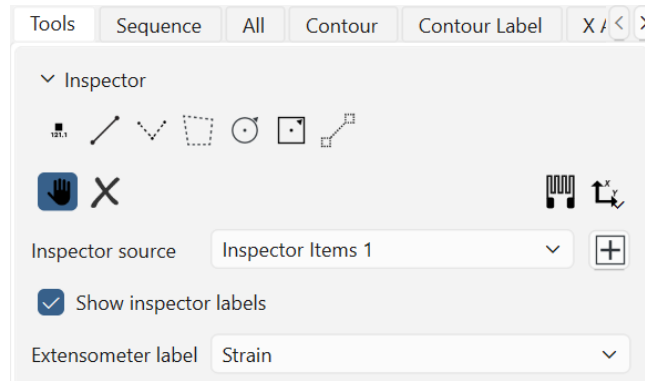 Tools Sequence All Contour Contour Label X
Inspector
121.1
X
Y
Inspector source Inspector Items 1
Show inspector labels
Extensometer label Strain